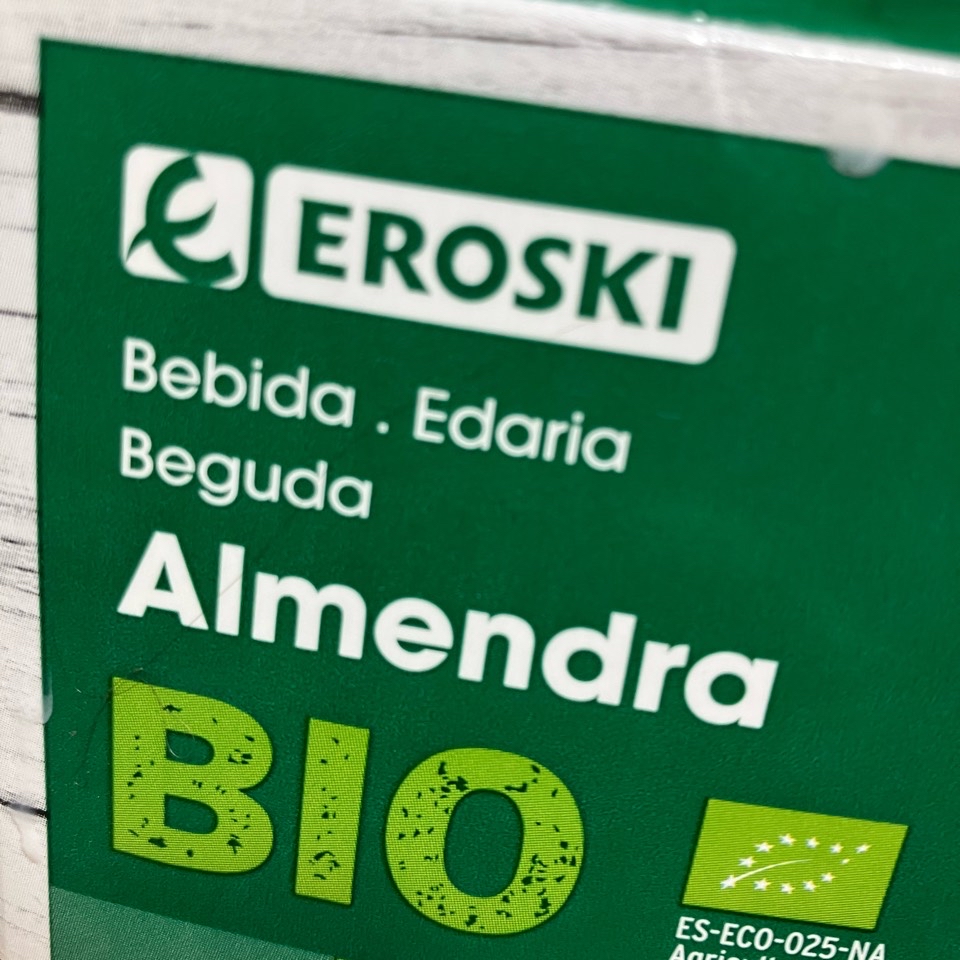 EROSKI
Bebida . Edaria
Beguda
Almendra
BIO
ES-ECO-025-NA